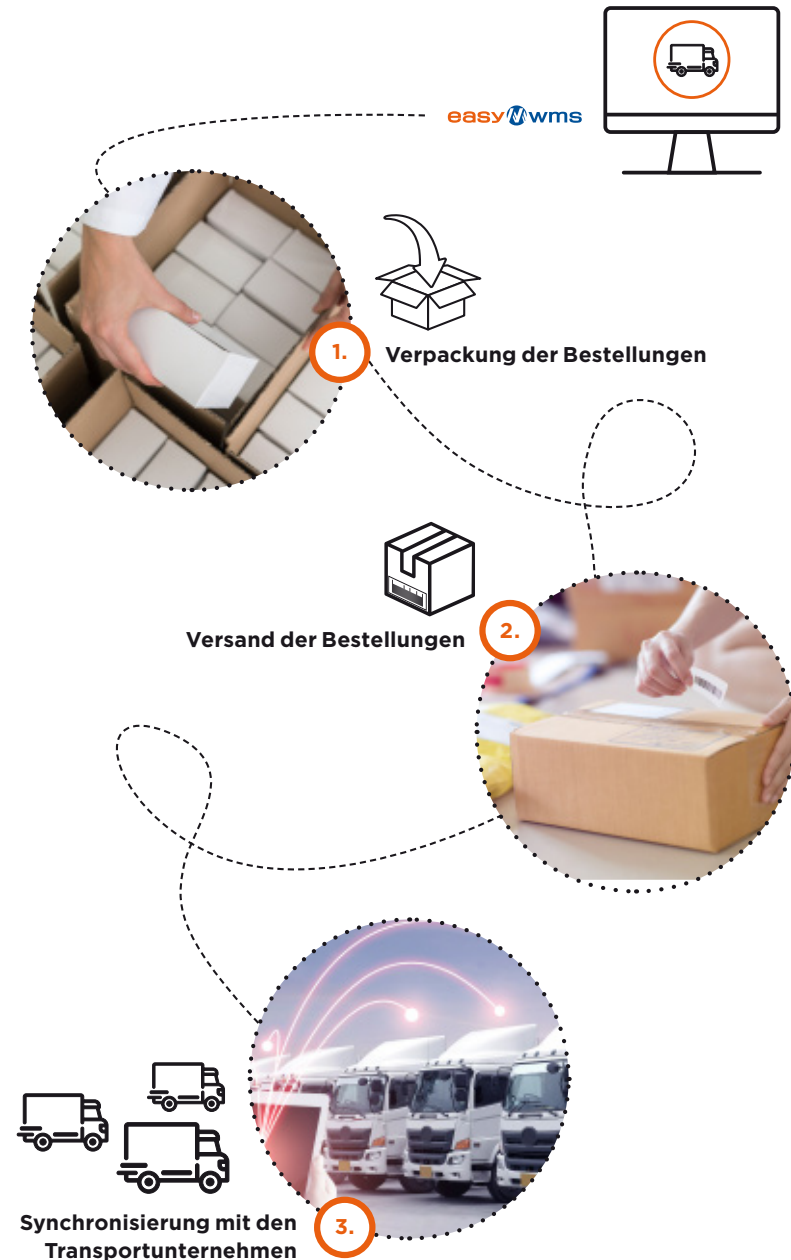 easy wms
1.
Verpackung der Bestellungen
Versand der Bestellungen
2.
Synchronisierung mit den
Transportunternehmen
3.